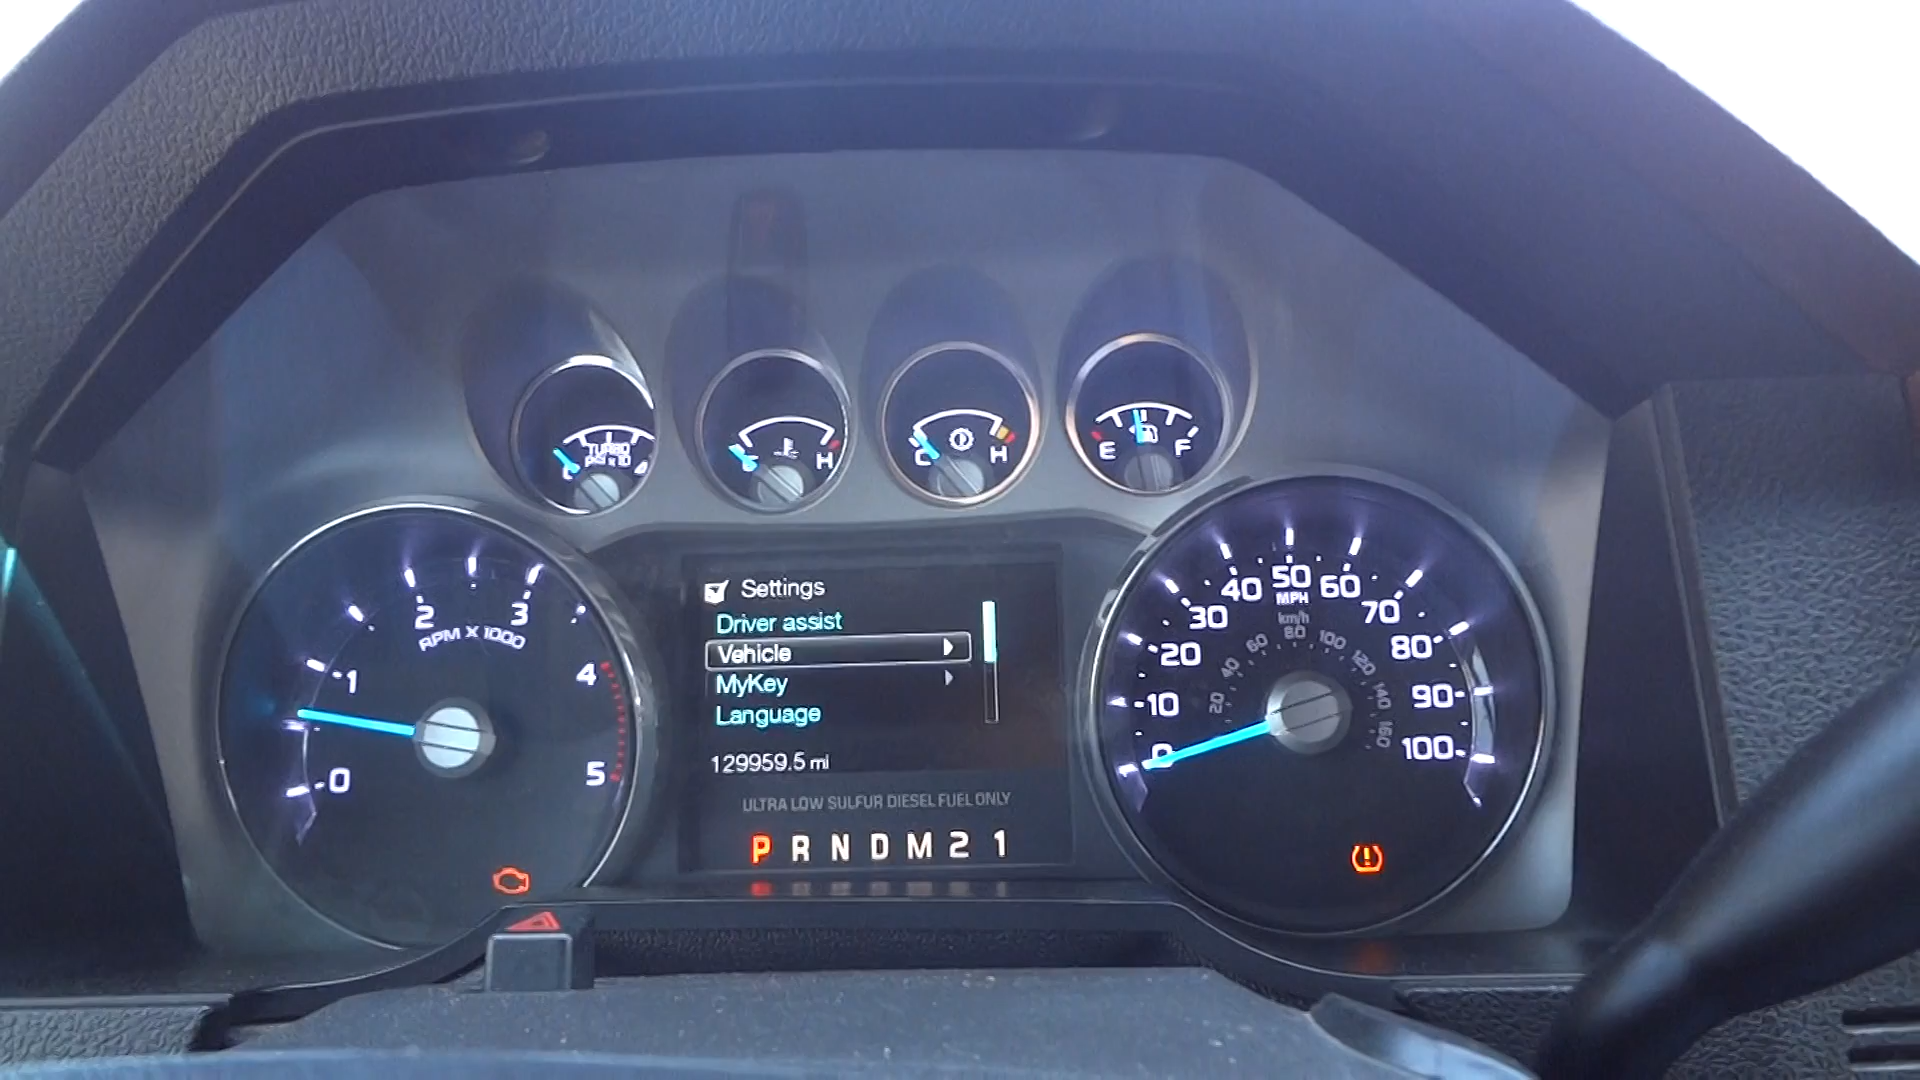 TURBO
PSI x 10
C
H
C
H
E
F
0
1
2
3
4
5
RPM X 1000
Settings
Driver assist
Vehicle
MyKey
Language
129959.5 mi
ULTRA LOW SULFUR DIESEL FUEL ONLY
P R N D M 2 1
0
10
20
30
40
50
60
70
80
90
100
MPH
km/h
20
40
60
80
100
120
140
160